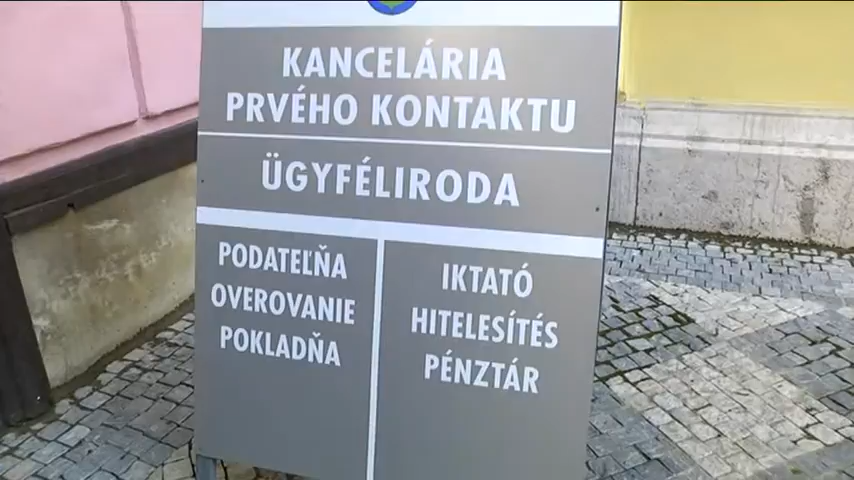 KANCELÁRIA
PRVÉHO KONTAKTU
ÜGYFÉLIRODA
PODATEĽŇA
OVEROVANIE
POKLADŇA
IKTATÓ
HITELESÍTÉS
PÉNZTÁR